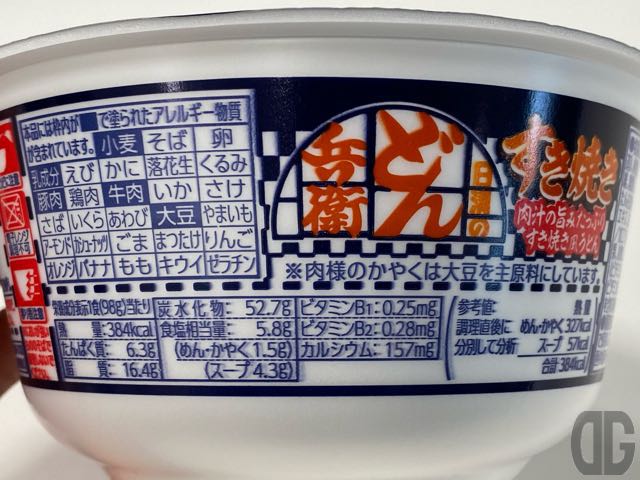 本品には枠内が■で塗られたアレルギー物質
が含まれています。 小麦 そば 卵
乳成分 えび かに 落花生 くるみ
豚肉 鶏肉 牛肉 いか さけ
さば いくら あわび 大豆 やまいも
アーモンド カシューナッツ ごま まつたけ りんご
オレンジ バナナ もも キウイ ゼラチン
日清の
どん
兵衛
すき焼き
肉汁の旨みたっぷり
すき焼き風うどん
※肉様のかやくは大豆を主原料にしています。
栄養成分表示1食(98g)当たり
熱量:384kcal
たんぱく質:6.3g
脂質:16.4g
炭水化物:52.7g
食塩相当量:5.8g
(めん・かやく1.5g)
(スープ4.3g)
ビタミンB1:0.25mg
ビタミンB2:0.28mg
カルシウム:157mg
参考値: 熱量
調理直後に めん・かやく 327kcal
分別して分析 スープ 57kcal
合計:384kcal
DG